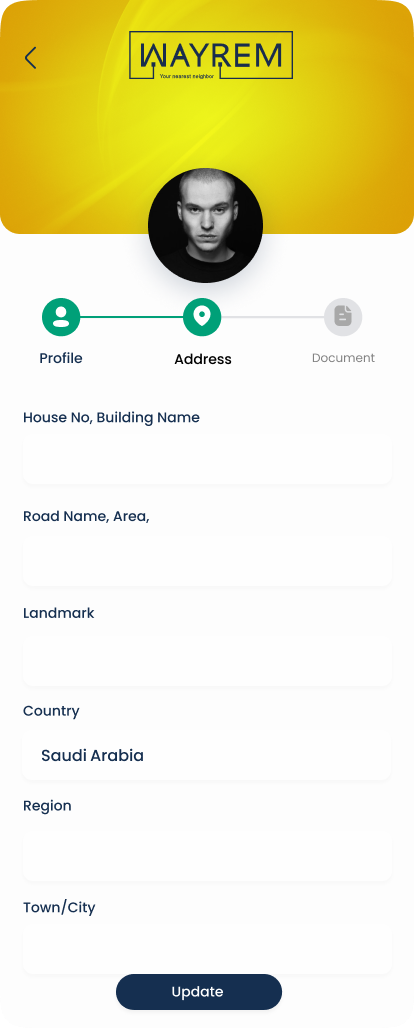 WAYREM
Your nearest neighbor
Profile
Address
Document
House No, Building Name
Road Name, Area,
Landmark
Country
Saudi Arabia
Region
Town/City
Update